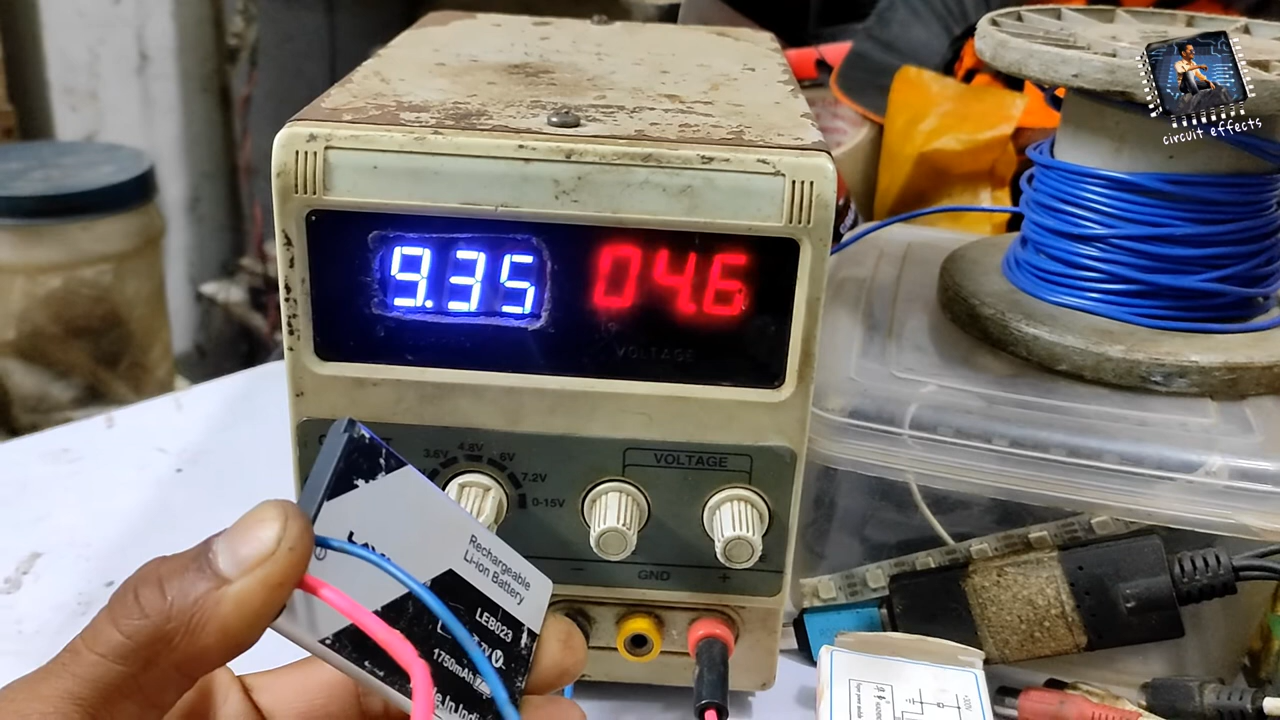 circuit effects
9.35
04.6
VOLTAGE
3.6V
4.8V
6V
7.2V
0-15V
VOLTAGE
−
GND
+
Rechargeable
Li-ion Battery
LEB023
1750mAh